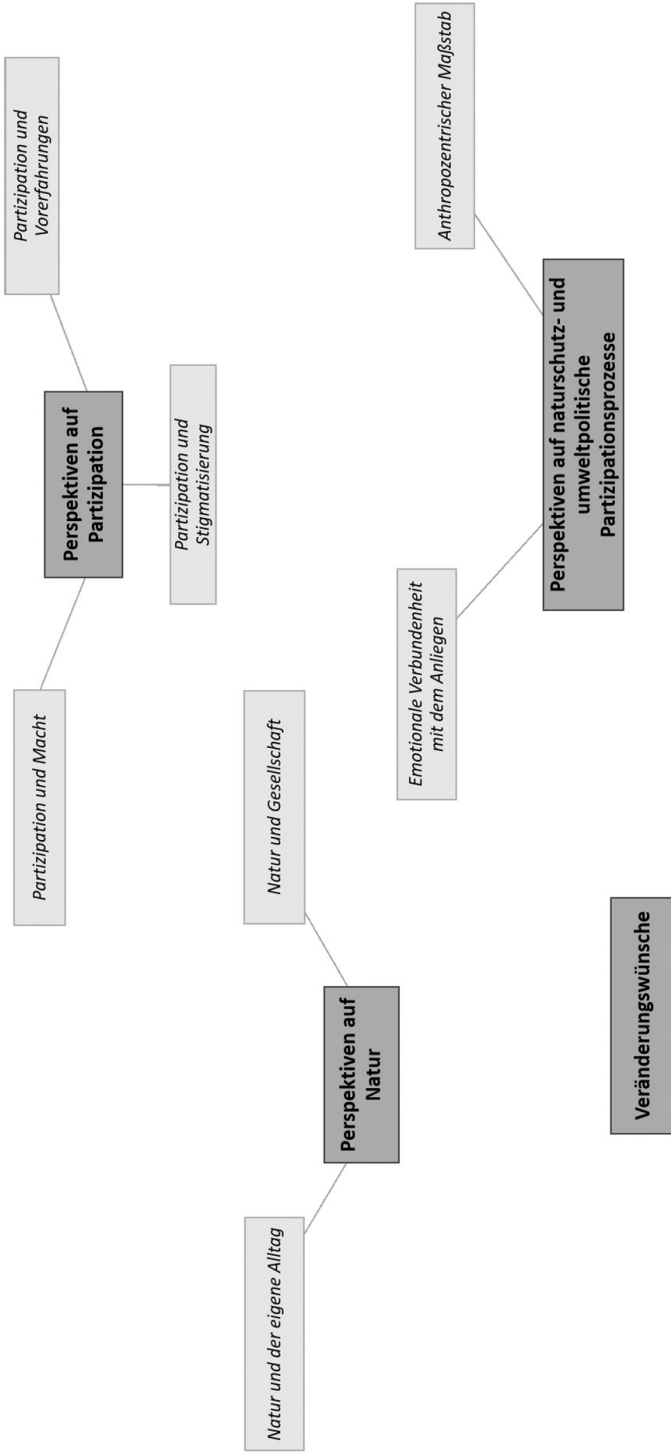 Partizipation und Macht
Perspektiven auf
Partizipation
Partizipation und
Vorerfahrungen
Partizipation und
Stigmatisierung
Natur und der eigene Alltag
Perspektiven auf
Natur
Natur und Gesellschaft
Emotionale Verbundenheit
mit dem Anliegen
Anthropozentrischer Maßstab
Perspektiven auf naturschutz- und
umweltpolitische
Partizipationsprozesse
Veränderungswünsche